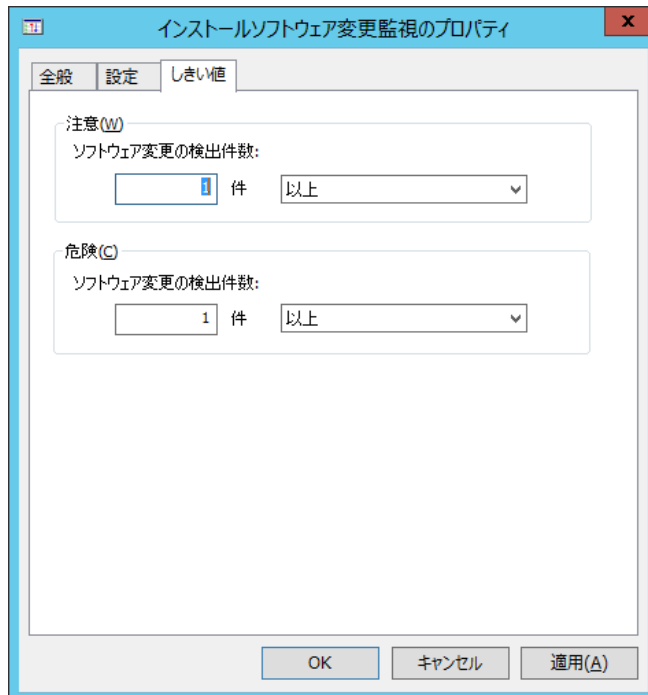 インストールソフトウェア変更監視のプロパティ
x
全般 設定 しきい値
注意(W)
ソフトウェア変更の検出件数:
1 件 以上
危険(C)
ソフトウェア変更の検出件数:
1 件 以上
OK キャンセル 適用(A)